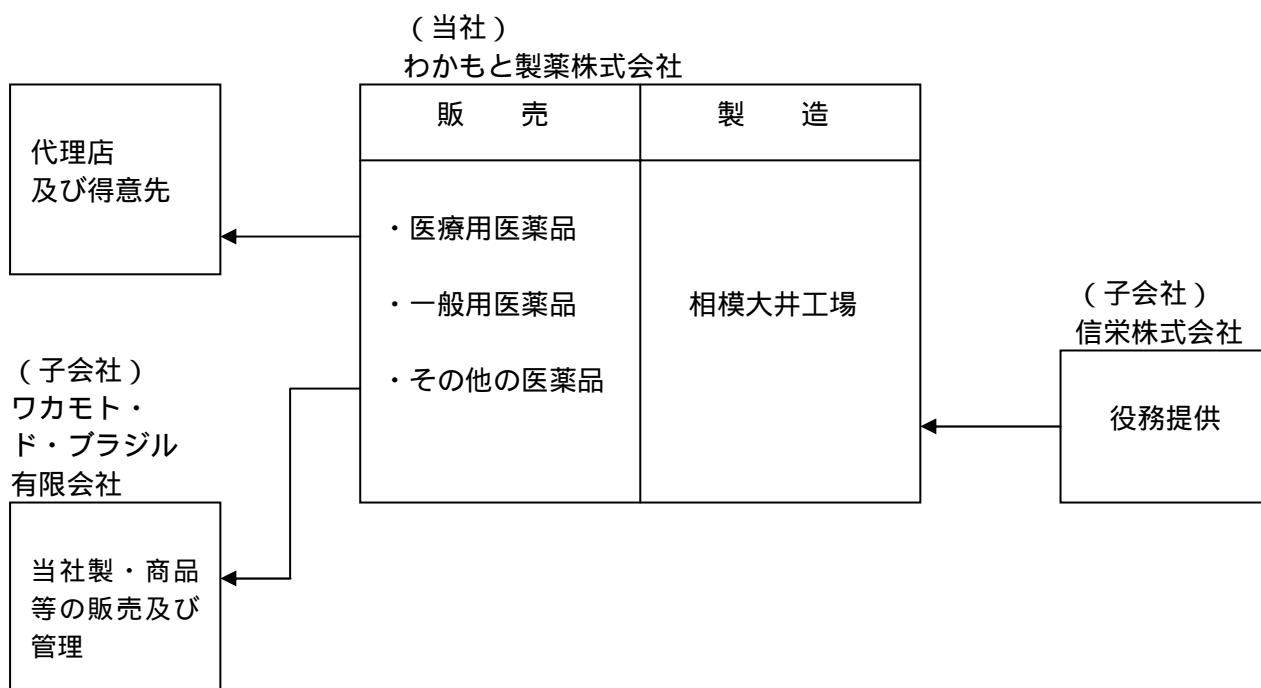 （当社）
わかもと製薬株式会社
販　　売
製　　造
代理店
及び得意先
・医療用医薬品
・一般用医薬品
・その他の医薬品
相模大井工場
（子会社）
信栄株式会社
役務提供
（子会社）
ワカモト・
ド・ブラジル
有限会社
当社製・商品
等の販売及び
管理